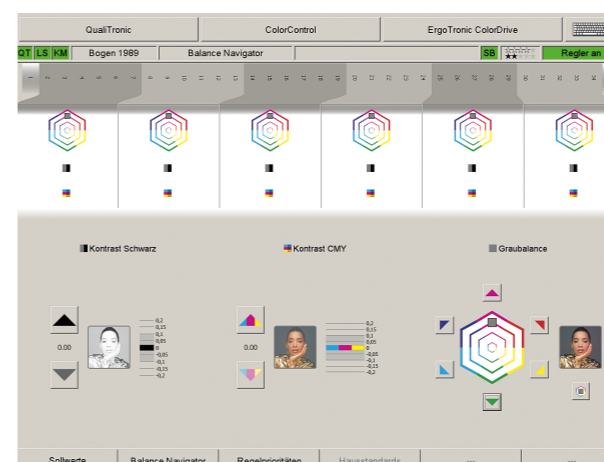 QualiTronic ColorControl ErgoTronic ColorDrive
QT LS KM Bogen 1989 Balance Navigator SB Regler an
Kontrast Schwarz Kontrast CMY Graubalance
0,2 0,2
0,15 0,15
0,1 0,1
0,05 0,05
0.00 0 0.00 0
-0,05 -0,05
-0,1 -0,1
-0,15 -0,15
-0,2 -0,2
Sollwerte Balance Navigator Regelprioritäten Hausstandards --- ---